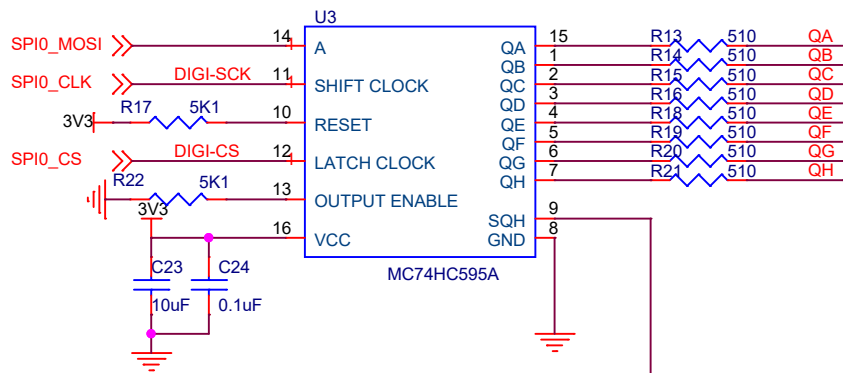 U3
SPI0_MOSI 14 A QA 15 R13 510 QA
QB 1 R14 510 QB
SPI0_CLK DIGI-SCK 11 SHIFT CLOCK QC 2 R15 510 QC
QD 3 R16 510 QD
R17 5K1
3V3 10 RESET QE 4 R18 510 QE
QF 5 R19 510 QF
SPI0_CS DIGI-CS 12 LATCH CLOCK QG 6 R20 510 QG
QH 7 R21 510 QH
R22 5K1 13 OUTPUT ENABLE
3V3 SQH 9
16 VCC GND 8
C23 C24 MC74HC595A
10uF 0.1uF